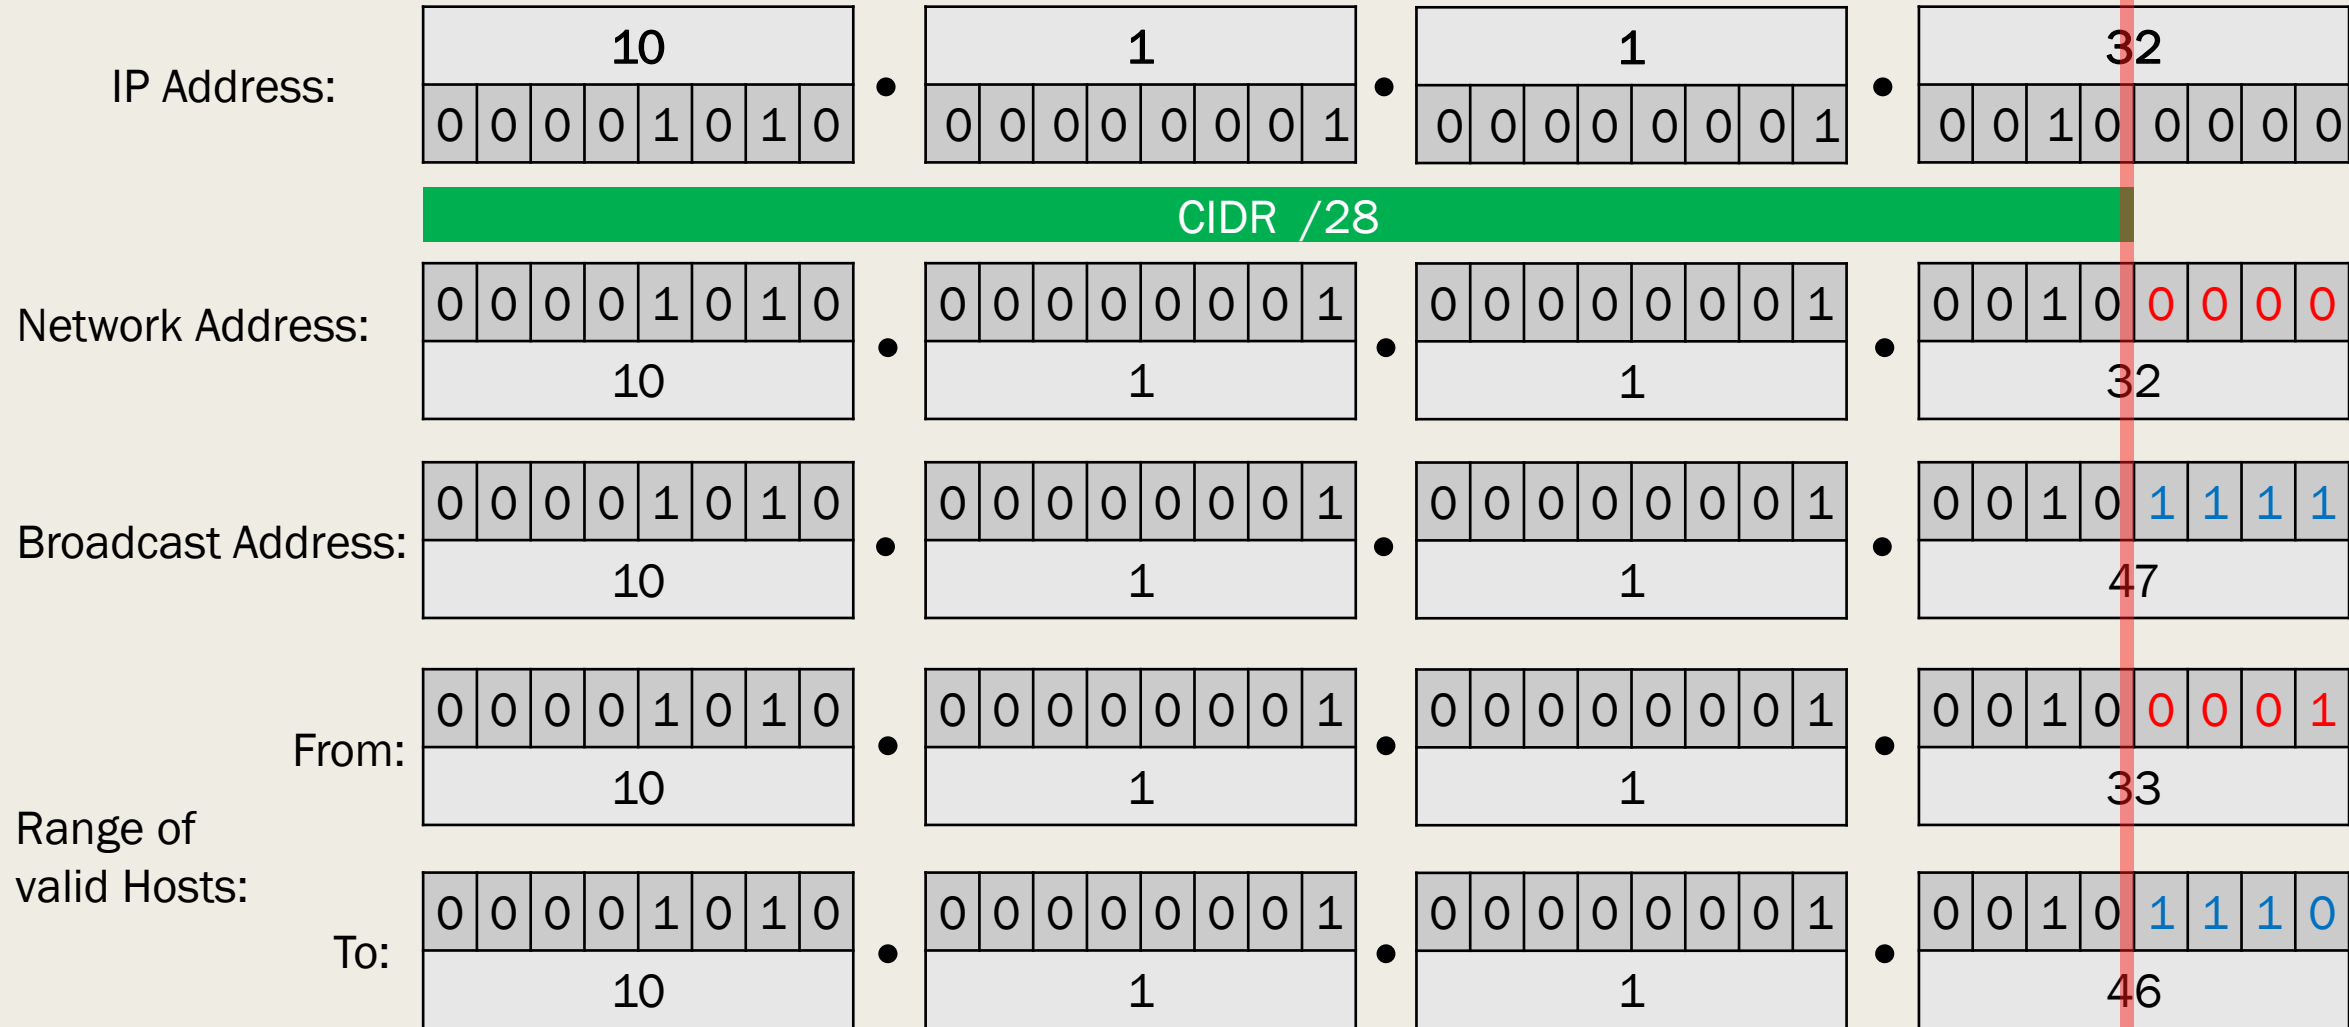 10 1 1 32
IP Address:
0 0 0 0 1 0 1 0 • 0 0 0 0 0 0 0 1 • 0 0 0 0 0 0 0 1 • 0 0 1 0 0 0 0 0
CIDR /28
0 0 0 0 1 0 1 0 • 0 0 0 0 0 0 0 1 • 0 0 0 0 0 0 0 1 • 0 0 1 0 0 0 0 0
Network Address:
10 1 1 32
0 0 0 0 1 0 1 0 • 0 0 0 0 0 0 0 1 • 0 0 0 0 0 0 0 1 • 0 0 1 0 1 1 1 1
Broadcast Address:
10 1 1 47
0 0 0 0 1 0 1 0 • 0 0 0 0 0 0 0 1 • 0 0 0 0 0 0 0 1 • 0 0 1 0 0 0 0 1
From:
10 1 1 33
Range of
valid Hosts:
0 0 0 0 1 0 1 0 • 0 0 0 0 0 0 0 1 • 0 0 0 0 0 0 0 1 • 0 0 1 0 1 1 1 0
To:
10 1 1 46